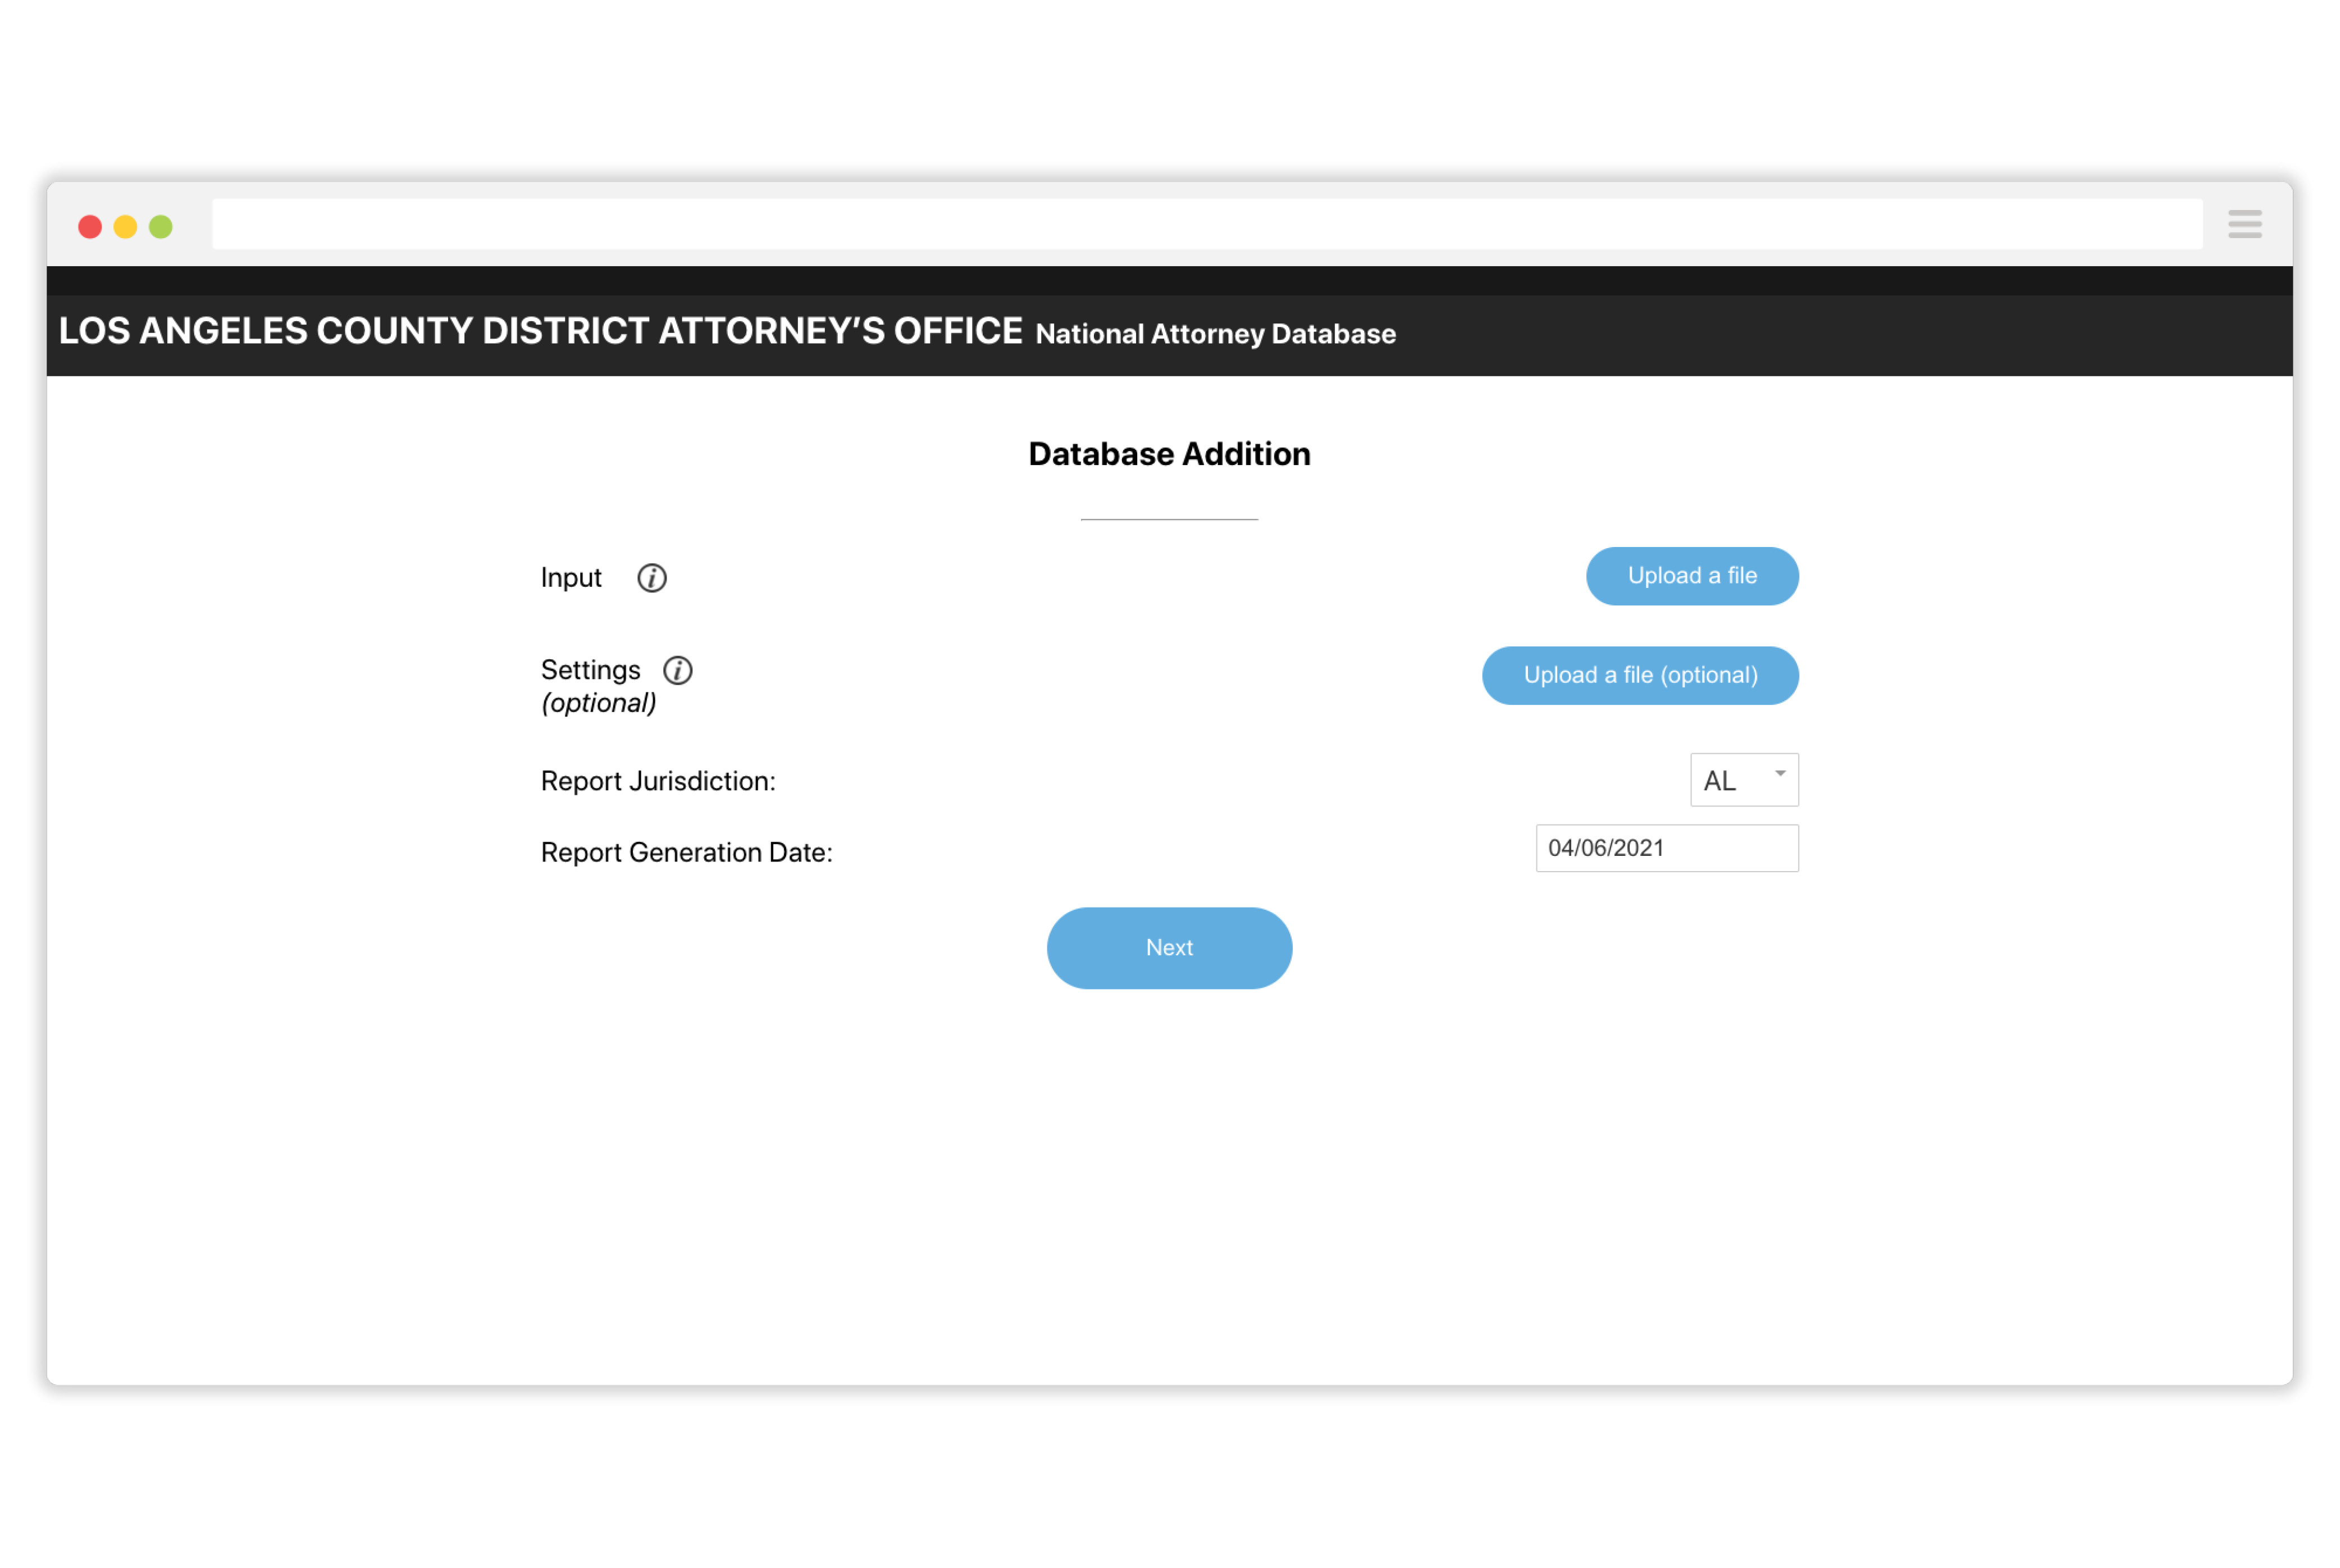 LOS ANGELES COUNTY DISTRICT ATTORNEY'S OFFICE National Attorney Database
Database Addition
Input i Upload a file
Settings i Upload a file (optional)
(optional)
Report Jurisdiction: AL
Report Generation Date: 04/06/2021
Next